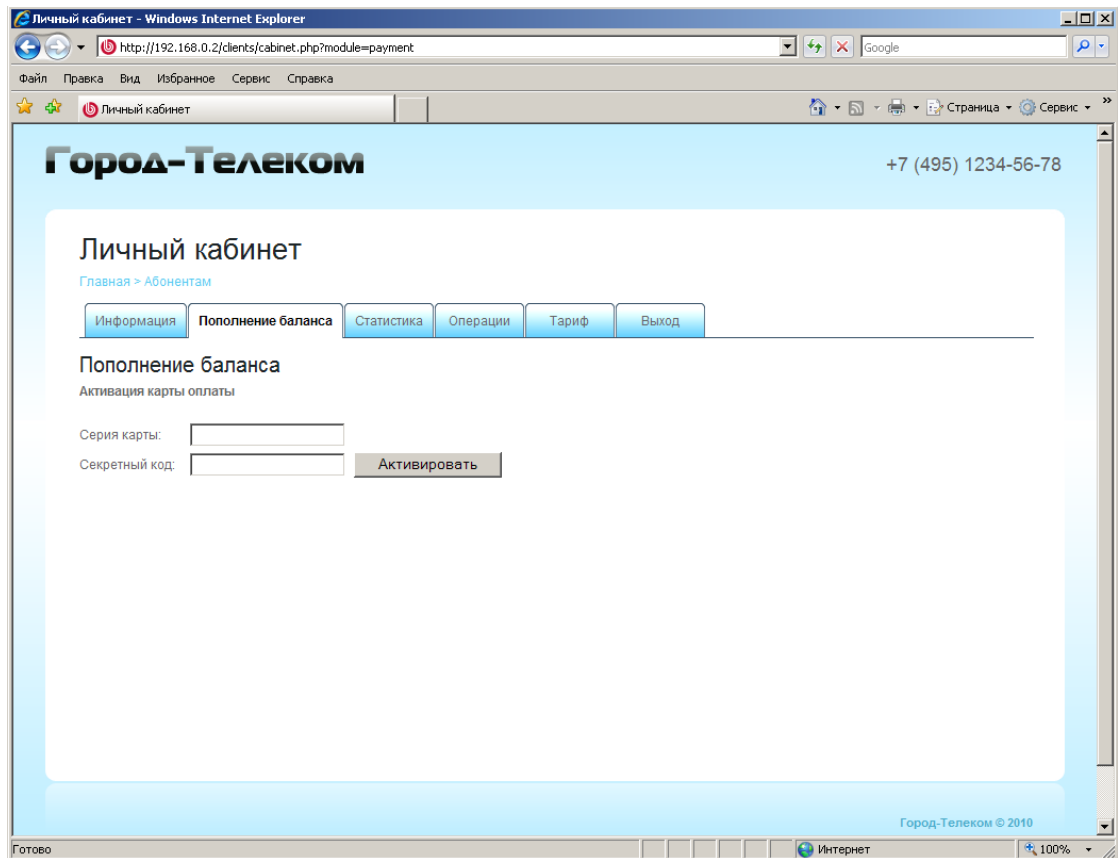 Личный кабинет - Windows Internet Explorer
http://192.168.0.2/clients/cabinet.php?module=payment
Google
Файл Правка Вид Избранное Сервис Справка
Личный кабинет
Страница
Сервис
Город-Телеком
+7 (495) 1234-56-78
Личный кабинет
Главная > Абонентам
Информация
Пополнение баланса
Статистика
Операции
Тариф
Выход
Пополнение баланса
Активация карты оплаты
Серия карты:
Секретный код:
Активировать
Город-Телеком © 2010
Готово
Интернет
100%